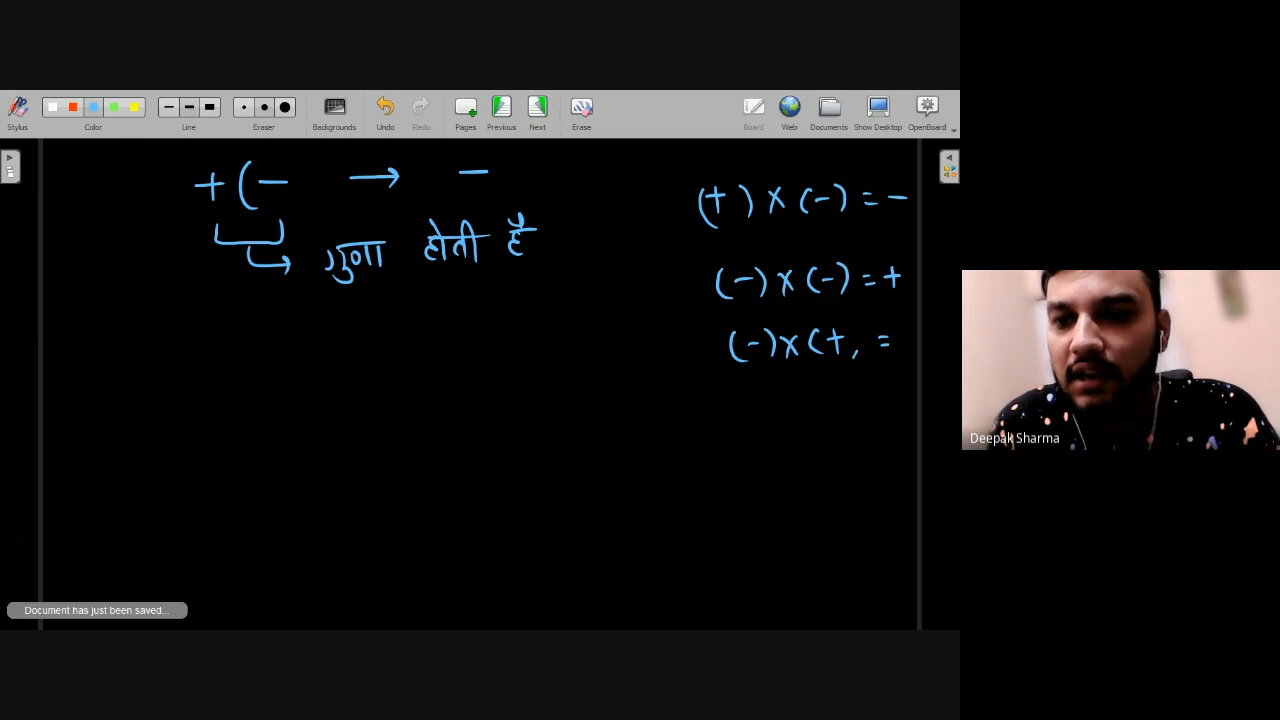 Stylus Color Line Eraser Backgrounds Undo Redo Pages Previous Next Erase Board Web Documents Show Desktop OpenBoard
+ ( − → −
गुणा होती है
(+) × (−) = −
(−) × (−) = +
(−) × (+, =
Deepak Sharma
Document has just been saved...